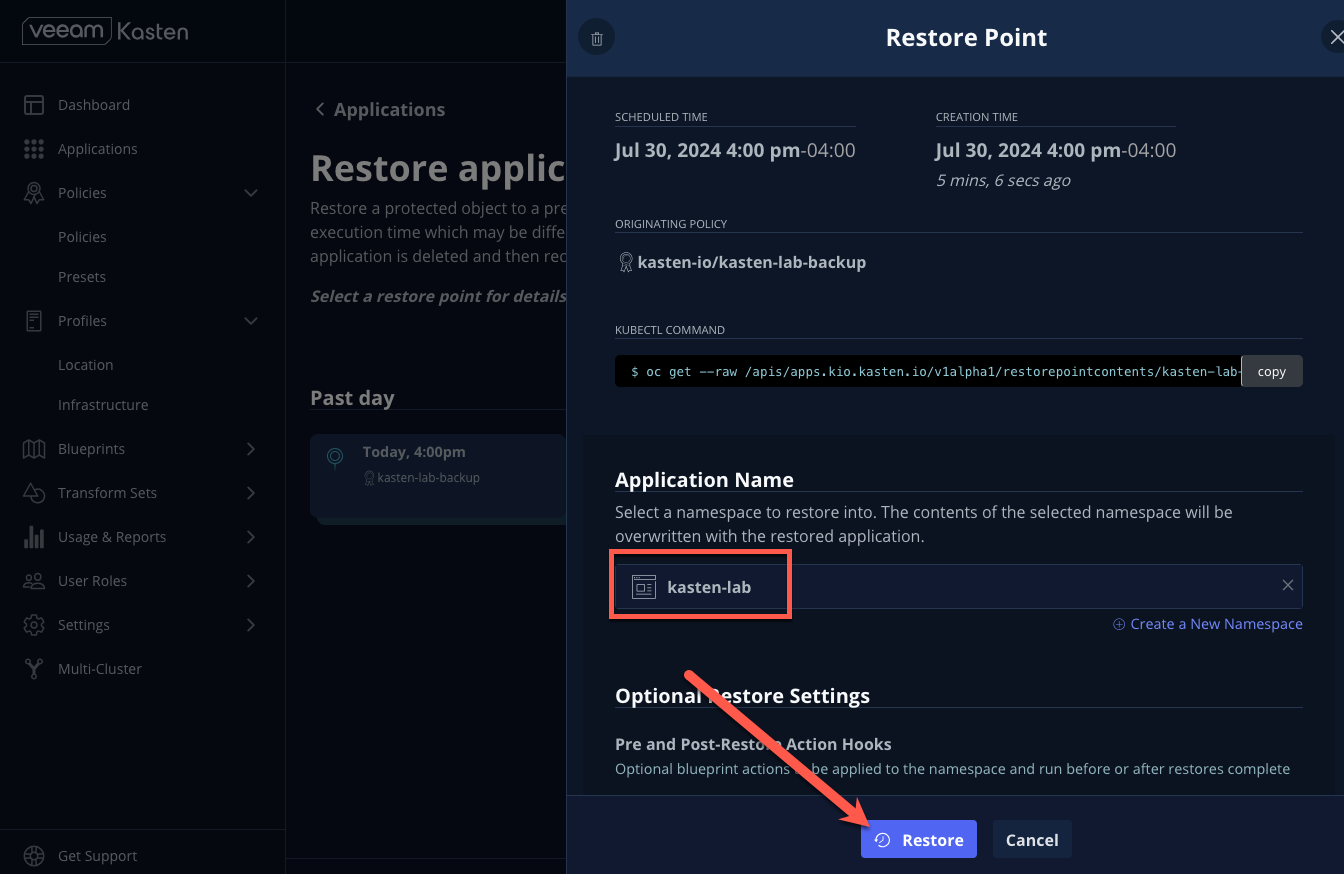 veeam Kasten
Dashboard
Applications
Policies
Policies
Presets
Profiles
Location
Infrastructure
Blueprints
Transform Sets
Usage & Reports
User Roles
Settings
Multi-Cluster
Get Support
Applications
Restore applic
Restore a protected object to a pre
execution time which may be diffe
application is deleted and then rec
Select a restore point for details
Past day
Today, 4:00pm
kasten-lab-backup
Restore Point
SCHEDULED TIME
Jul 30, 2024 4:00 pm-04:00
CREATION TIME
Jul 30, 2024 4:00 pm-04:00
5 mins, 6 secs ago
ORIGINATING POLICY
kasten-io/kasten-lab-backup
KUBECTL COMMAND
$ oc get --raw /apis/apps.kio.kasten.io/v1alpha1/restorepointcontents/kasten-lab-
copy
Application Name
Select a namespace to restore into. The contents of the selected namespace will be
overwritten with the restored application.
kasten-lab
Create a New Namespace
Optional Restore Settings
Pre and Post-Restore Action Hooks
Optional blueprint actions to be applied to the namespace and run before or after restores complete
Restore
Cancel